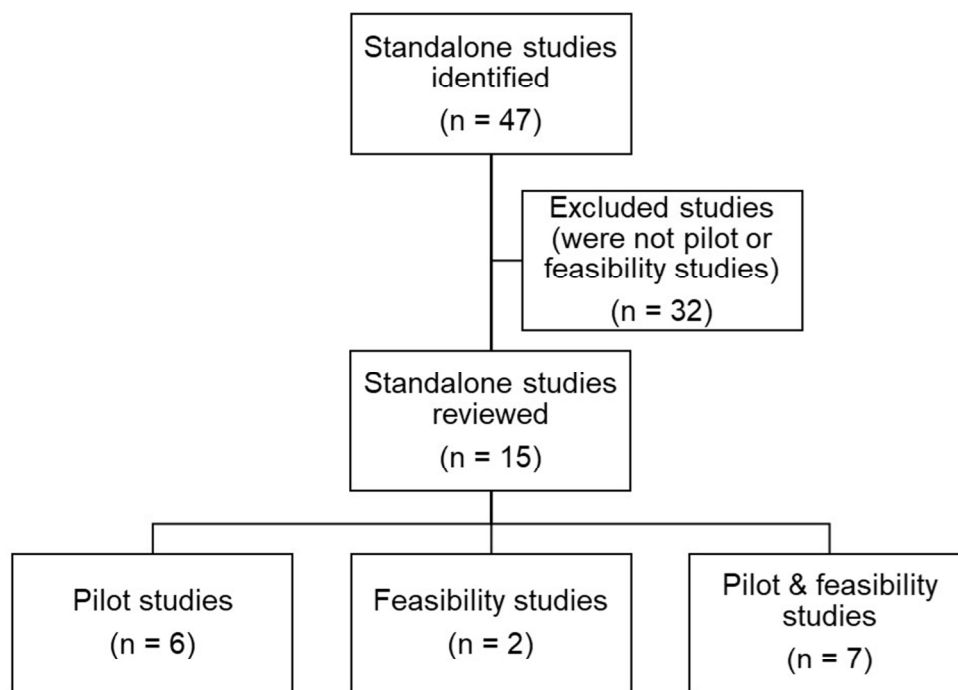 Standalone studies
identified
(n = 47)
Excluded studies
(were not pilot or
feasibility studies)
(n = 32)
Standalone studies
reviewed
(n = 15)
Pilot studies
(n = 6)
Feasibility studies
(n = 2)
Pilot & feasibility
studies
(n = 7)